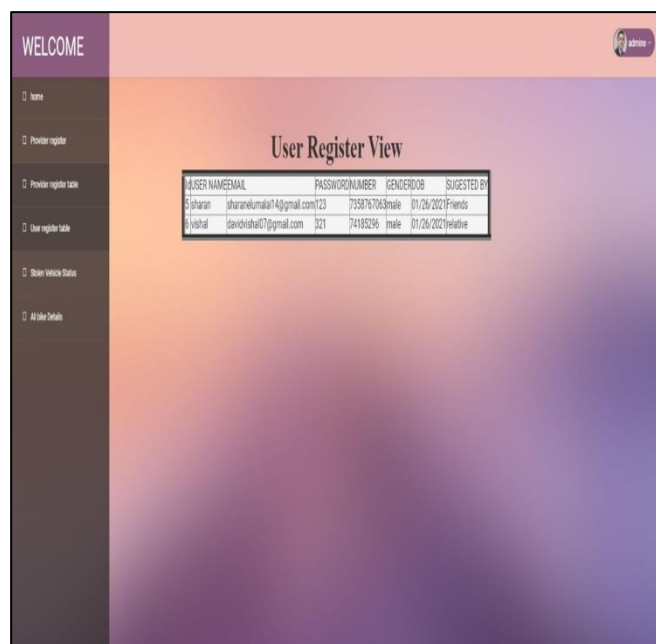 WELCOME
admine
home
Provider register
Provider register table
User register table
Stolen Vehicle Status
All bike Details
User Register View
Id USER NAME EMAIL PASSWORD NUMBER GENDER DOB SUGESTED BY
5 sharan sharanelumalai14@gmail.com 123 7358767063 male 01/26/2021 Friends
6 vishal davidvishal07@gmail.com 321 74185296 male 01/26/2021 relative